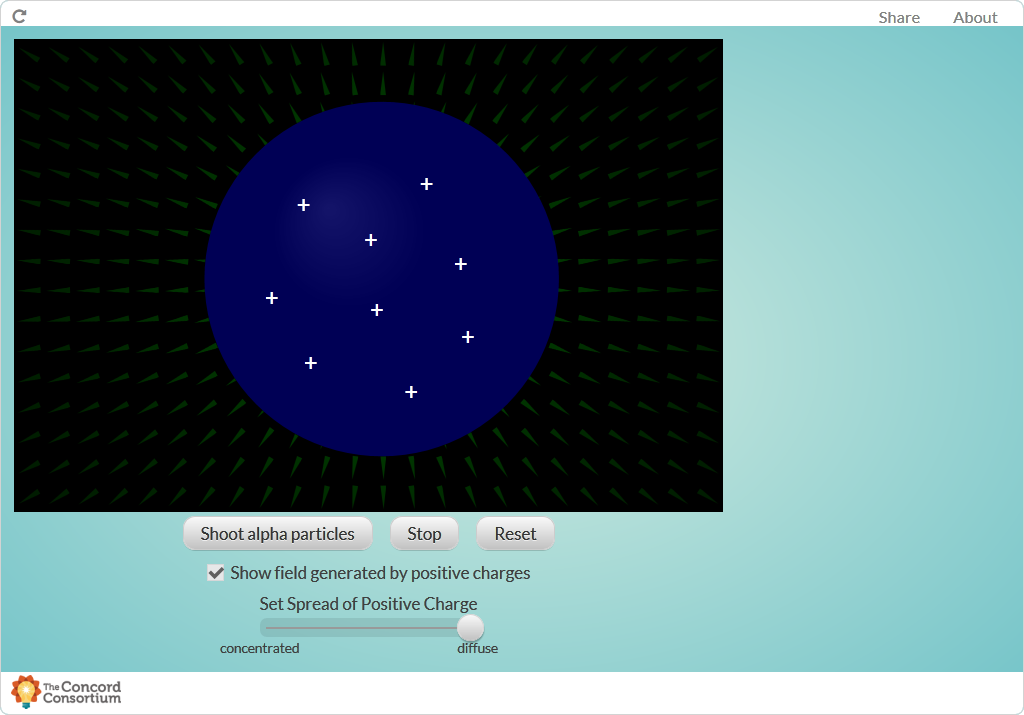 Share About
+
+
+
+
+
+
+
+
+
Shoot alpha particles Stop Reset
Show field generated by positive charges
Set Spread of Positive Charge
concentrated diffuse
The Concord
Consortium